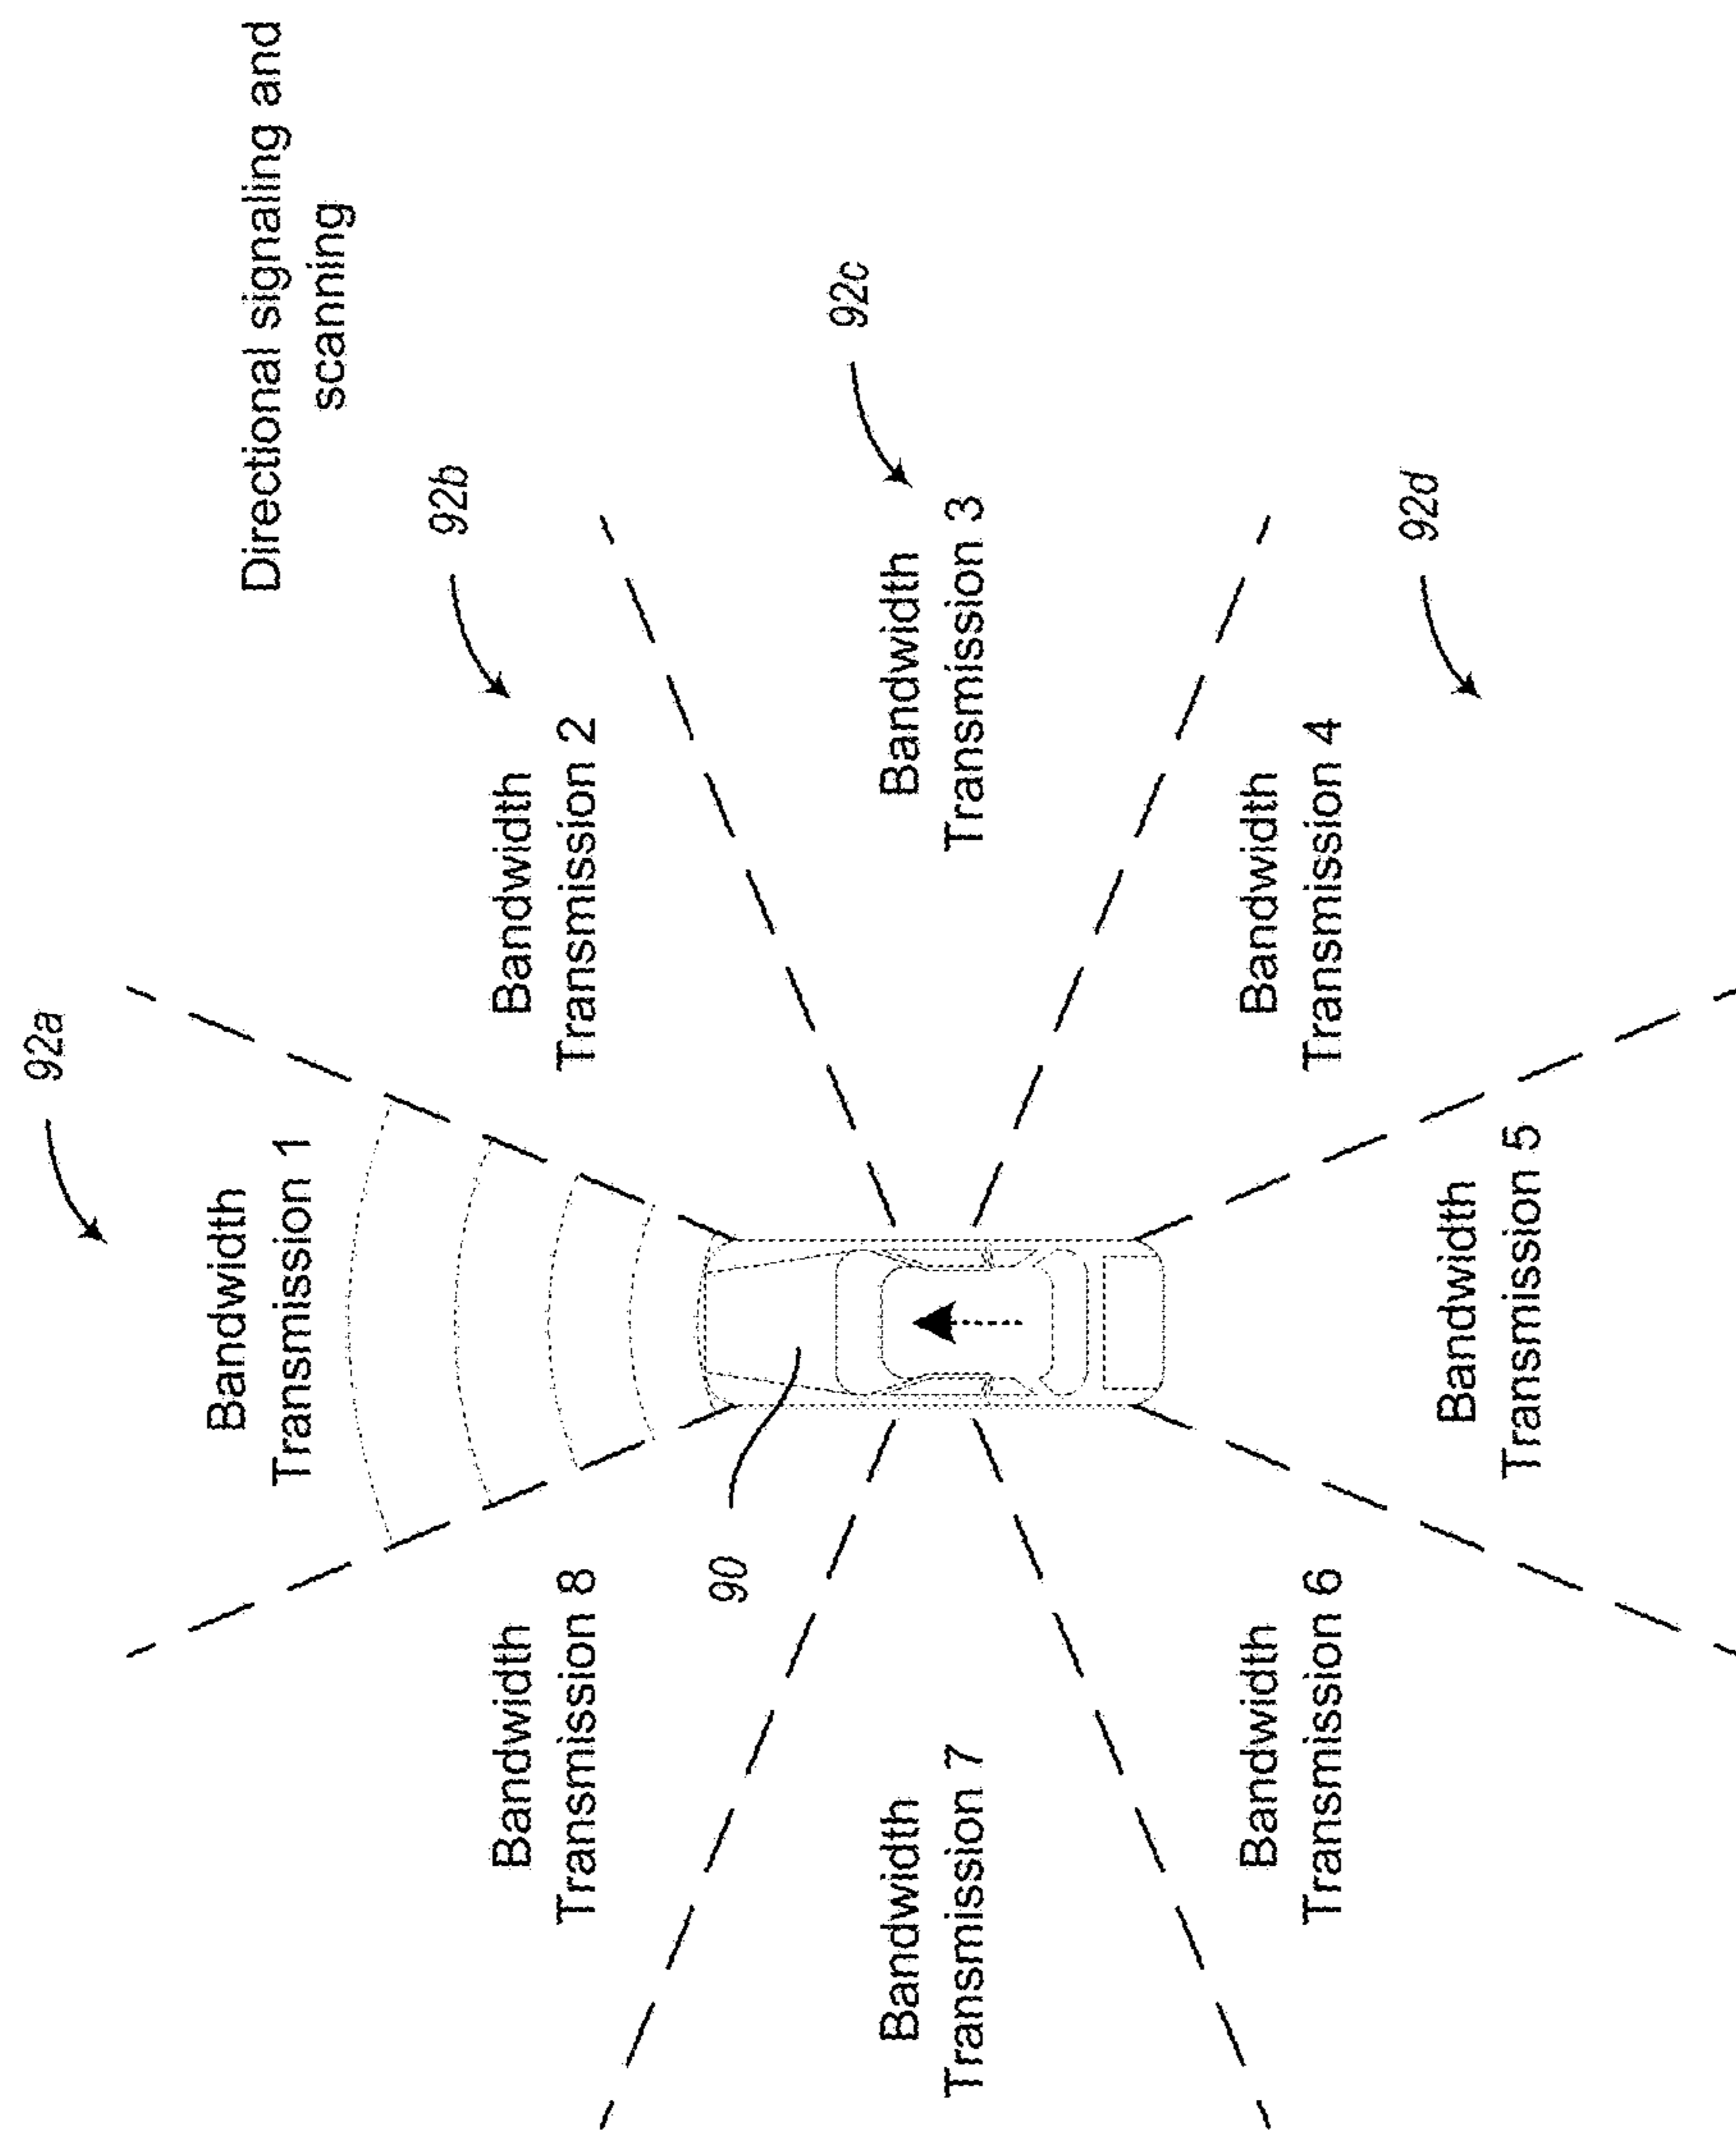 Directional signaling and
scanning
92a
Bandwidth
Transmission 1
92b
Bandwidth
Transmission 2
92c
Bandwidth
Transmission 3
92d
Bandwidth
Transmission 4
Bandwidth
Transmission 5
Bandwidth
Transmission 6
Bandwidth
Transmission 7
Bandwidth
Transmission 8
90